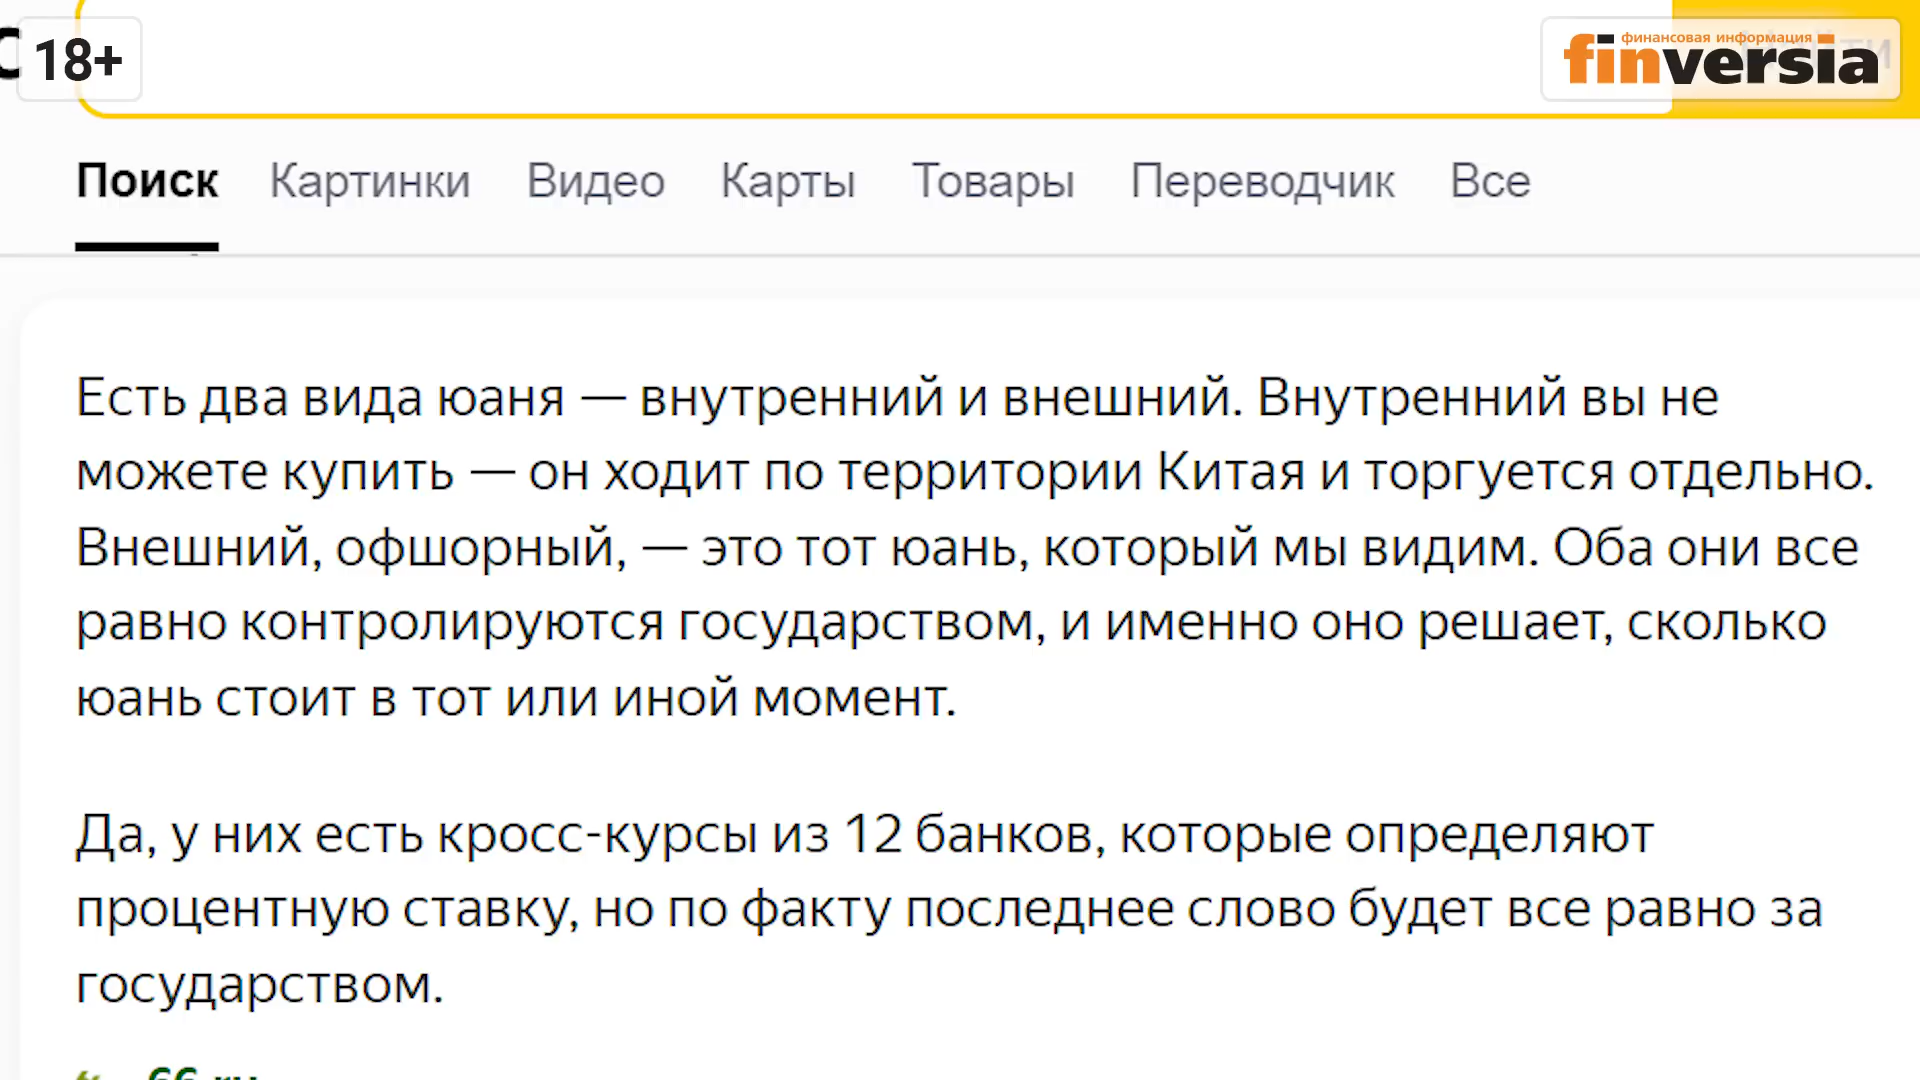 18+
финансовая информация
finversia
Поиск Картинки Видео Карты Товары Переводчик Все
Есть два вида юаня — внутренний и внешний. Внутренний вы не
можете купить — он ходит по территории Китая и торгуется отдельно.
Внешний, офшорный, — это тот юань, который мы видим. Оба они все
равно контролируются государством, и именно оно решает, сколько
юань стоит в тот или иной момент.
Да, у них есть кросс-курсы из 12 банков, которые определяют
процентную ставку, но по факту последнее слово будет все равно за
государством.
66.ru